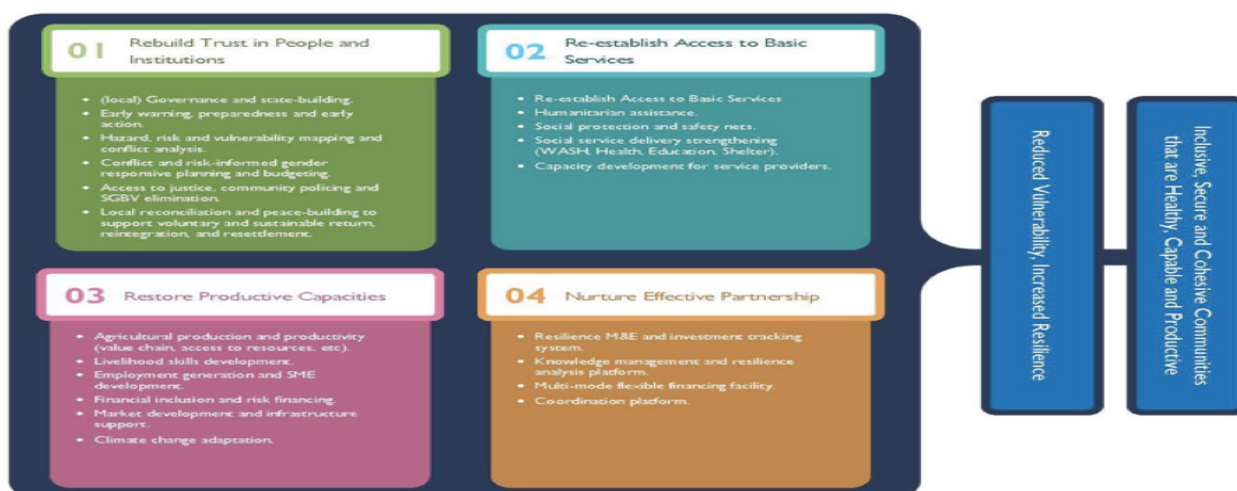 01 Rebuild Trust in People and
Institutions
• (local) Governance and state-building.
• Early warning, preparedness and early
action.
• Hazard, risk and vulnerability mapping and
conflict analysis.
• Conflict and risk-informed gender
responsive planning and budgeting.
• Access to justice, community policing and
SGBV elimination.
• Local reconciliation and peace-building to
support voluntary and sustainable return,
reintegration, and resettlement.
02 Re-establish Access to Basic
Services
• Re-establish Access to Basic Services
• Humanitarian assistance.
• Social protection and safety nets.
• Social service delivery strengthening
(WASH, Health, Education, Shelter).
• Capacity development for service providers.
03 Restore Productive Capacities
• Agricultural production and productivity
(value chain, access to resources, etc).
• Livelihood skills development.
• Employment generation and SME
development.
• Financial inclusion and risk financing.
• Market development and infrastructure
support.
• Climate change adaptation.
04 Nurture Effective Partnership
• Resilience M&E and investment tracking
system.
• Knowledge management and resilience
analysis platform.
• Multi-mode flexible financing facility.
• Coordination platform.
Reduced Vulnerability, Increased Resilience
Inclusive, Secure and Cohesive Communities
that are Healthy, Capable and Productive